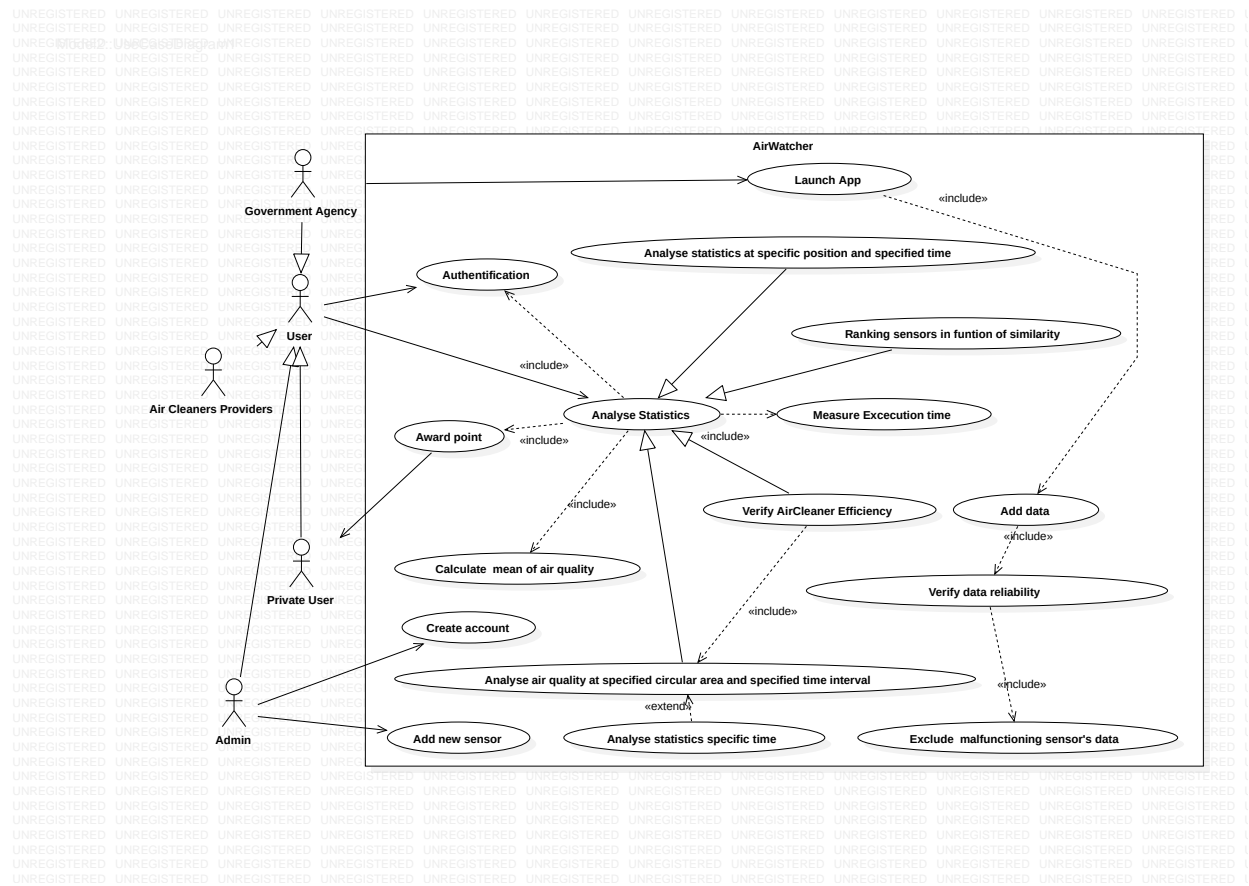 Model2::UseCaseDiagram1
AirWatcher
Launch App
«include»
Government Agency
Analyse statistics at specific position and specified time
Authentification
User
Ranking sensors in funtion of similarity
«include»
Air Cleaners Providers
Analyse Statistics
Measure Excecution time
Award point
«include»
«include»
«include»
Verify AirCleaner Efficiency
Add data
«include»
Calculate mean of air quality
Verify data reliability
Private User
«include»
Create account
Analyse air quality at specified circular area and specified time interval
«include»
«extend»
Admin
Add new sensor
Analyse statistics specific time
Exclude malfunctioning sensor's data
UNREGISTERED